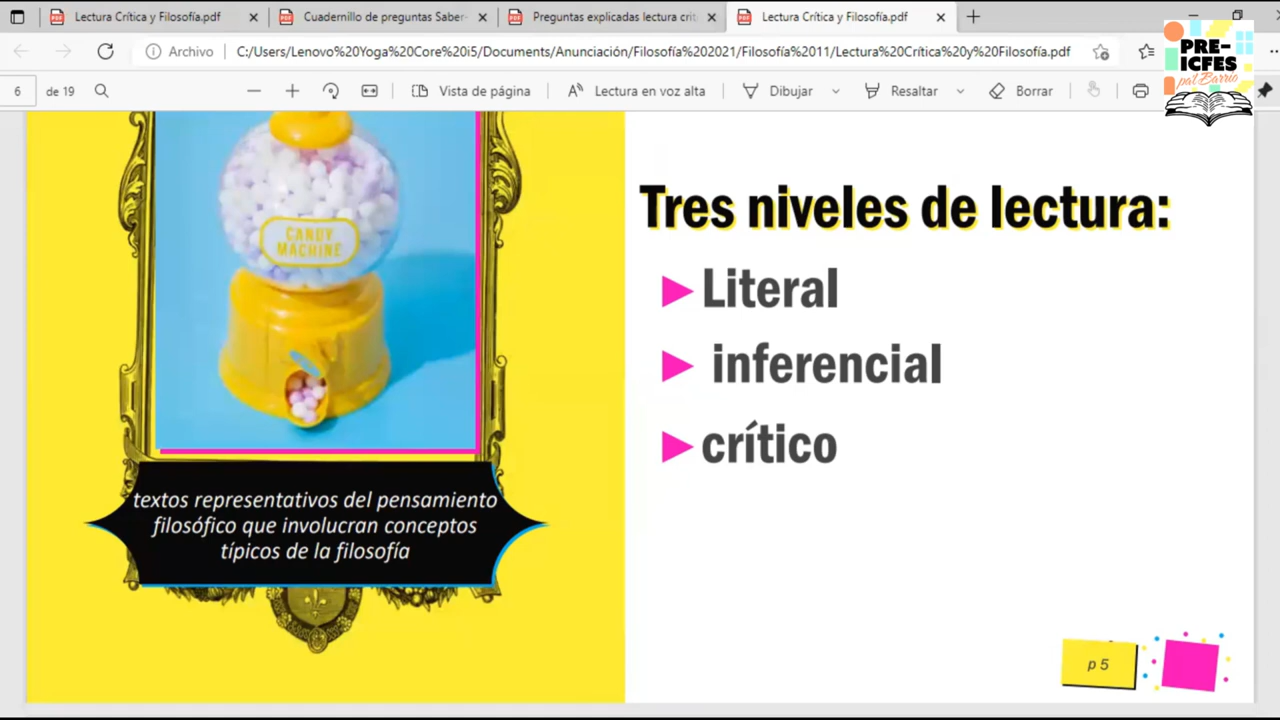 Lectura Crítica y Filosofía.pdf
Cuadernillo de preguntas Saber-
Preguntas explicadas lectura crit
Lectura Crítica y Filosofía.pdf
Archivo
C:/Users/Lenovo%20Yoga%20Core%20i5/Documents/Anunciación/Filosofía%202021/Filosofía%2011/Lectura%20Crítica%20y%20Filosofía.pdf
PRE-
ICFES
pa'l Barrio
6
de 19
Vista de página
Lectura en voz alta
Dibujar
Resaltar
Borrar
CANDY
MACHINE
textos representativos del pensamiento
filosófico que involucran conceptos
típicos de la filosofía
Tres niveles de lectura:
Literal
inferencial
crítico
p 5